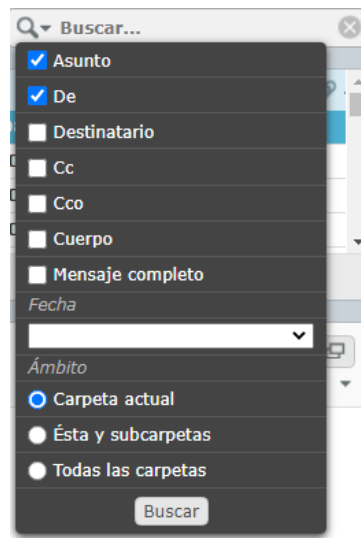 Buscar...
Asunto
De
Destinatario
Cc
Cco
Cuerpo
Mensaje completo
Fecha
Ámbito
Carpeta actual
Ésta y subcarpetas
Todas las carpetas
Buscar